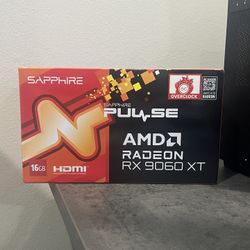 SAPPHIRE
SAPPHIRE
PULSE
OVERCLOCK
AMD
RADEON
RX 9060 XT
16GB
HDMI